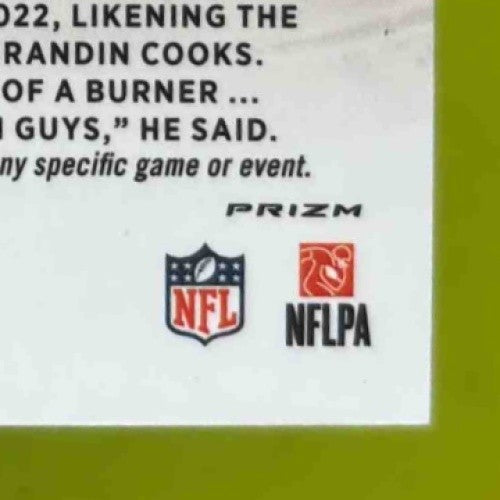 022, LIKENING THE
RANDIN COOKS.
OF A BURNER ...
GUYS,” HE SAID.
ny specific game or event.
PRIZM
NFL
NFLPA